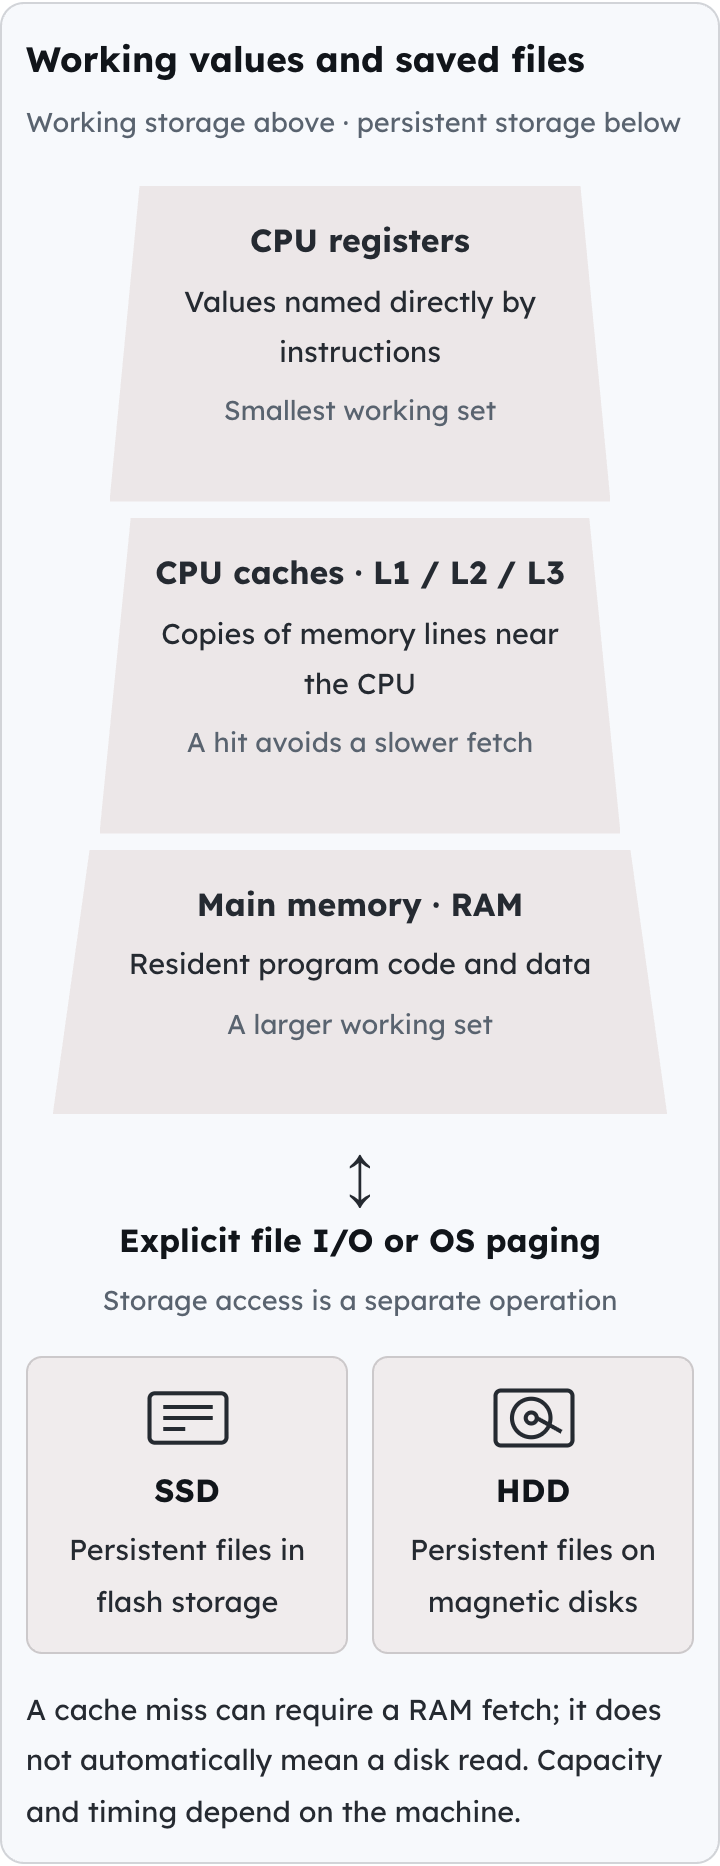 Working values and saved files
Working storage above · persistent storage below
CPU registers
Values named directly by
instructions
Smallest working set
CPU caches · L1 / L2 / L3
Copies of memory lines near
the CPU
A hit avoids a slower fetch
Main memory · RAM
Resident program code and data
A larger working set
Explicit file I/O or OS paging
Storage access is a separate operation
SSD
Persistent files in
flash storage
HDD
Persistent files on
magnetic disks
A cache miss can require a RAM fetch; it does
not automatically mean a disk read. Capacity
and timing depend on the machine.